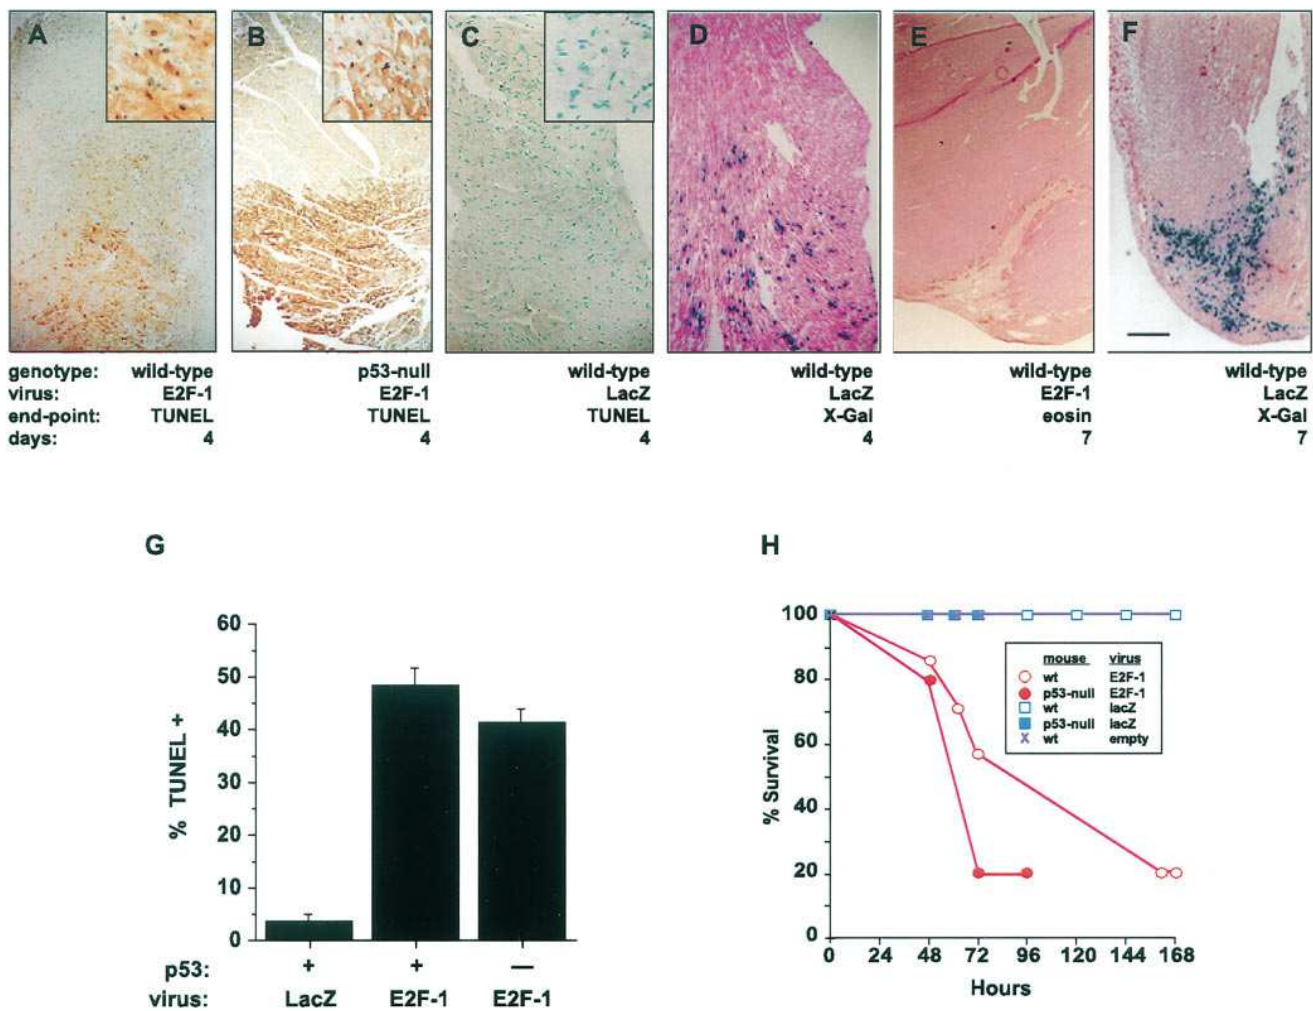 A B C D E F
genotype: wild-type p53-null wild-type wild-type wild-type wild-type
virus: E2F-1 E2F-1 LacZ LacZ E2F-1 LacZ
end-point: TUNEL TUNEL TUNEL X-Gal eosin X-Gal
days: 4 4 4 4 7 7
G
60
50
40
30
20
10
0
% TUNEL +
p53: + + —
virus: LacZ E2F-1 E2F-1
H
100
80
60
40
20
0
% Survival
mouse virus
wt E2F-1
p53-null E2F-1
wt lacZ
p53-null lacZ
wt empty
0 24 48 72 96 120 144 168
Hours